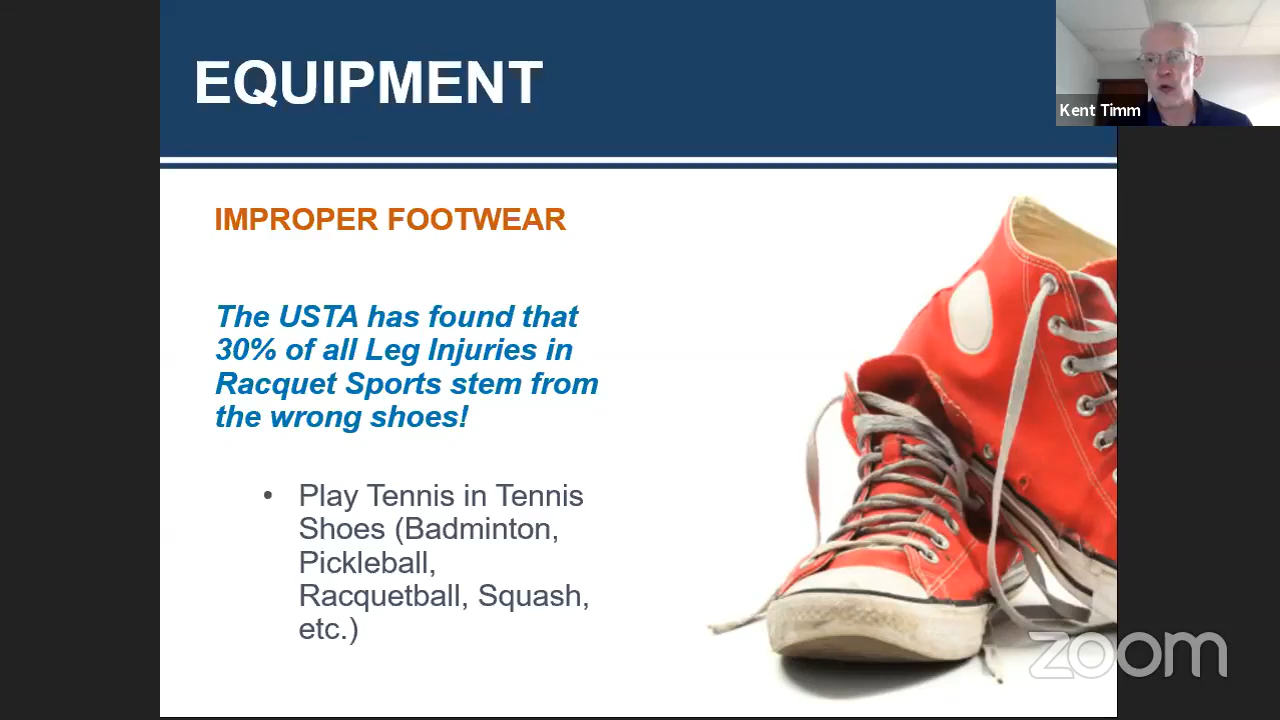 EQUIPMENT
Kent Timm
IMPROPER FOOTWEAR
The USTA has found that
30% of all Leg Injuries in
Racquet Sports stem from
the wrong shoes!
• Play Tennis in Tennis
Shoes (Badminton,
Pickleball,
Racquetball, Squash,
etc.)
zoom